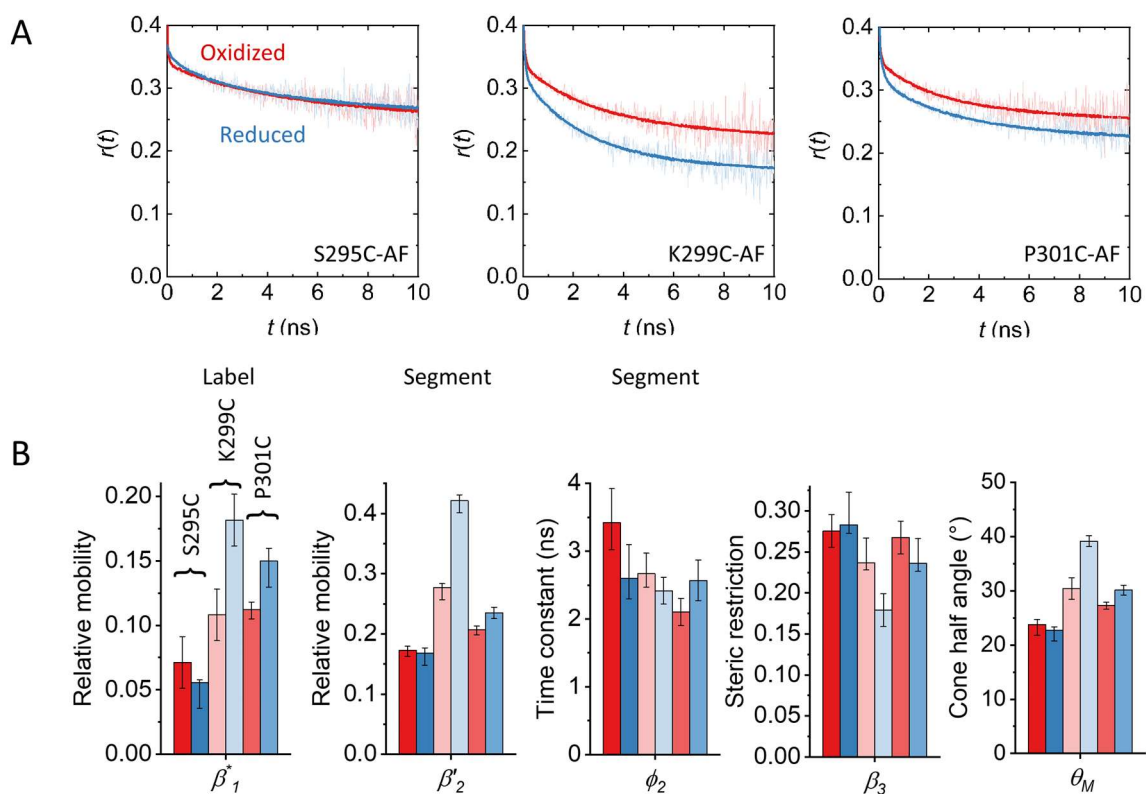 A
0.3
0.2
0.1
0.0
r(t)
Oxidized
Reduced
S295C-AF
0 2 4 6 8 10
t (ns)
0.3
0.2
0.1
0.0
r(t)
K299C-AF
0 2 4 6 8 10
t (ns)
0.3
0.2
0.1
0.0
r(t)
P301C-AF
0 2 4 6 8 10
t (ns)
B
Label
Segment
Segment
S295C
K299C
P301C
Relative mobility
0.20
0.15
0.10
0.05
0.00
β*1
Relative mobility
0.4
0.3
0.2
0.1
0.0
β'2
Time constant (ns)
4
3
2
1
0
ϕ2
Steric restriction
0.30
0.25
0.20
0.15
0.10
0.05
0.00
β3
Cone half angle (°)
50
40
30
20
10
0
θM